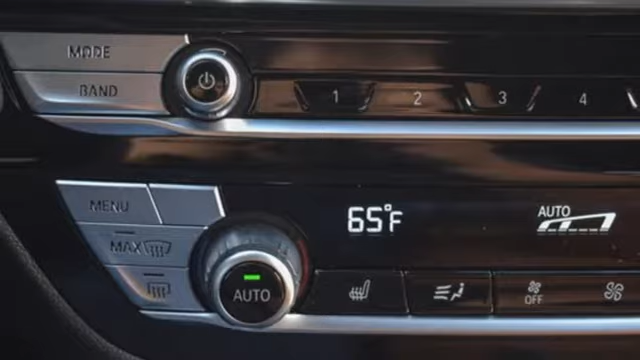 MODE
BAND
1 2 3 4
MENU
65°F
AUTO
MAX
AUTO
OFF